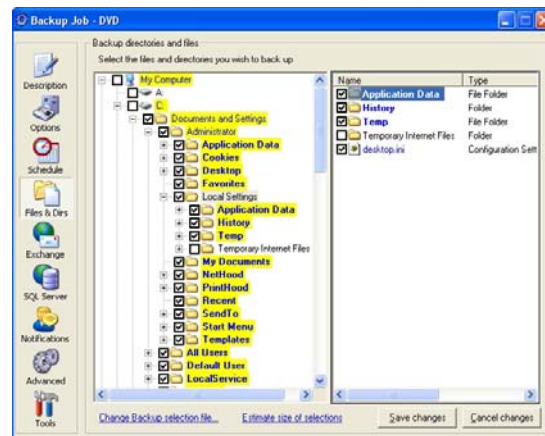 Backup Job - DVD
Backup directories and files
Select the files and directories you wish to back up
Description
Options
Schedule
Files & Dirs
Exchange
SQL Server
Notifications
Advanced
Tools
My Computer
A:
C:
Documents and Settings
Administrator
Application Data
Cookies
Desktop
Favorites
Local Settings
Application Data
History
Temp
Temporary Internet Files
My Documents
NetHood
PrintHood
Recent
SendTo
Start Menu
Templates
All Users
Default User
LocalService
Name Type
Application Data File Folder
History Folder
Temp File Folder
Temporary Internet Files Folder
desktop.ini Configuration Sett
Change Backup selection file... Estimate size of selections Save changes Cancel changes